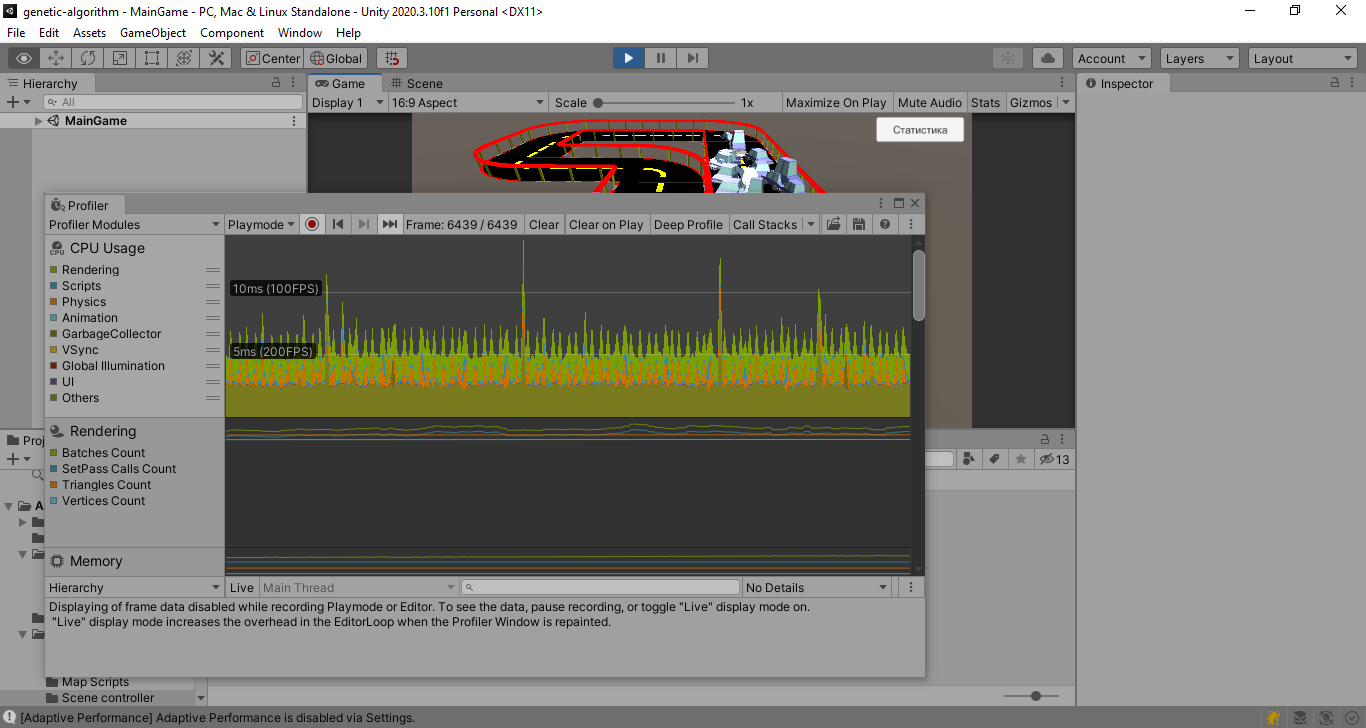 genetic-algorithm - MainGame - PC, Mac & Linux Standalone - Unity 2020.3.10f1 Personal <DX11>
File Edit Assets GameObject Component Window Help
Center Global Account Layers Layout
Hierarchy
All
MainGame
Game Scene
Display 1 16:9 Aspect Scale 1x Maximize On Play Mute Audio Stats Gizmos
Inspector
Статистика
Profiler
Profiler Modules Playmode Frame: 6439 / 6439 Clear Clear on Play Deep Profile Call Stacks
CPU
CPU Usage
Rendering
Scripts
Physics
Animation
GarbageCollector
VSync
Global Illumination
UI
Others
10ms (100FPS)
5ms (200FPS)
Rendering
Batches Count
SetPass Calls Count
Triangles Count
Vertices Count
Memory
Hierarchy Live Main Thread No Details
Displaying of frame data disabled while recording Playmode or Editor. To see the data, pause recording, or toggle "Live" display mode on.
"Live" display mode increases the overhead in the EditorLoop when the Profiler Window is repainted.
Proj
13
A
Map Scripts
Scene controller
[Adaptive Performance] Adaptive Performance is disabled via Settings.